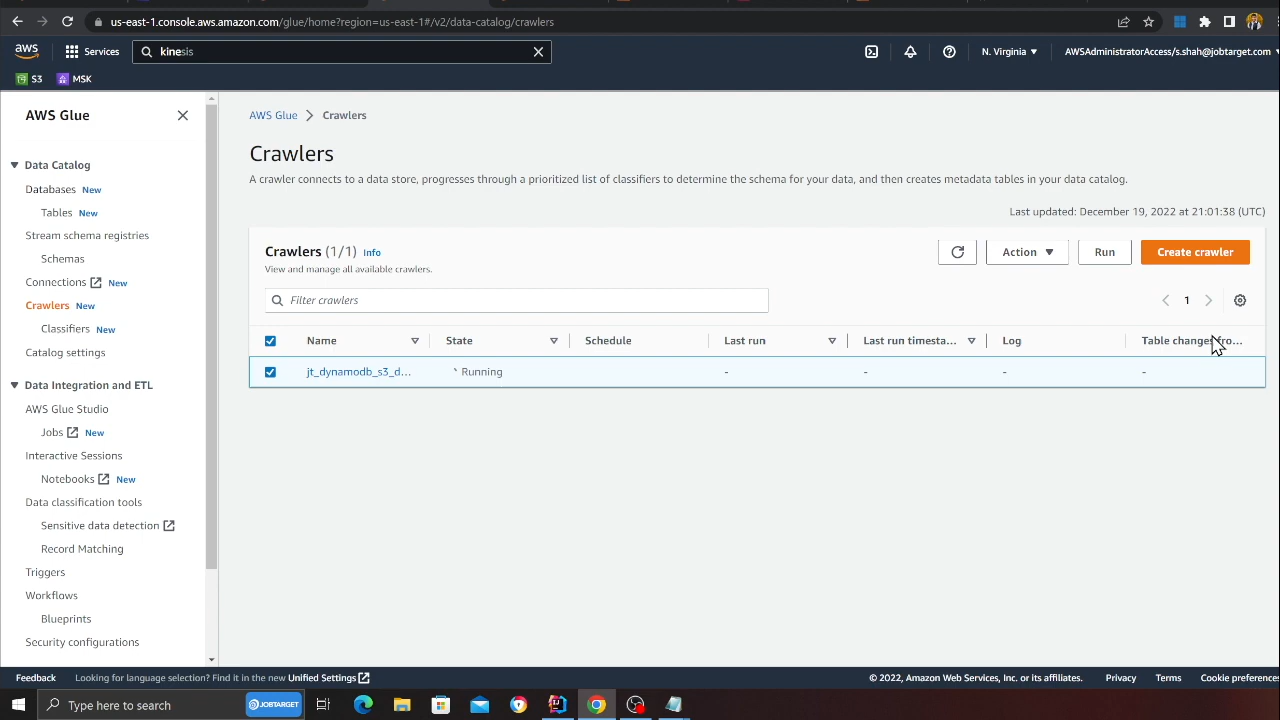 us-east-1.console.aws.amazon.com/glue/home?region=us-east-1#/v2/data-catalog/crawlers
aws Services kinesis N. Virginia AWSAdministratorAccess/s.shah@jobtarget.com
S3 MSK
AWS Glue
Data Catalog
Databases New
Tables New
Stream schema registries
Schemas
Connections New
Crawlers New
Classifiers New
Catalog settings
Data Integration and ETL
AWS Glue Studio
Jobs New
Interactive Sessions
Notebooks New
Data classification tools
Sensitive data detection
Record Matching
Triggers
Workflows
Blueprints
Security configurations
AWS Glue > Crawlers
Crawlers
A crawler connects to a data store, progresses through a prioritized list of classifiers to determine the schema for your data, and then creates metadata tables in your data catalog.
Last updated: December 19, 2022 at 21:01:38 (UTC)
Crawlers (1/1) Info
View and manage all available crawlers.
Action Run Create crawler
Filter crawlers
1
Name State Schedule Last run Last run timesta... Log Table changes fro...
jt_dynamodb_s3_d... Running - - - -
Feedback Looking for language selection? Find it in the new Unified Settings © 2022, Amazon Web Services, Inc. or its affiliates. Privacy Terms Cookie preferences
Type here to search JOBTARGET